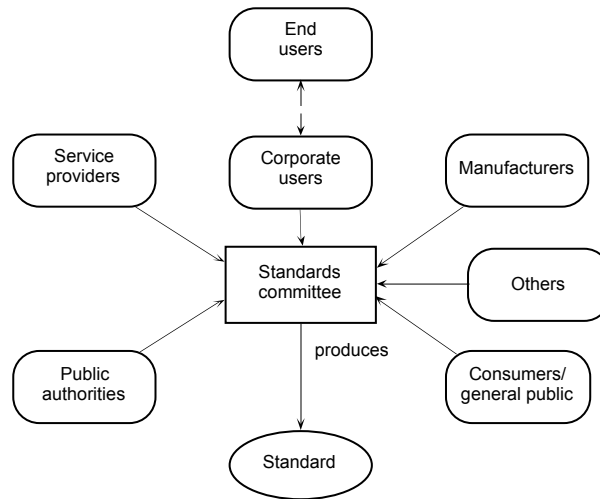 End
users
Service
providers
Corporate
users
Manufacturers
Standards
committee
Others
produces
Public
authorities
Consumers/
general public
Standard